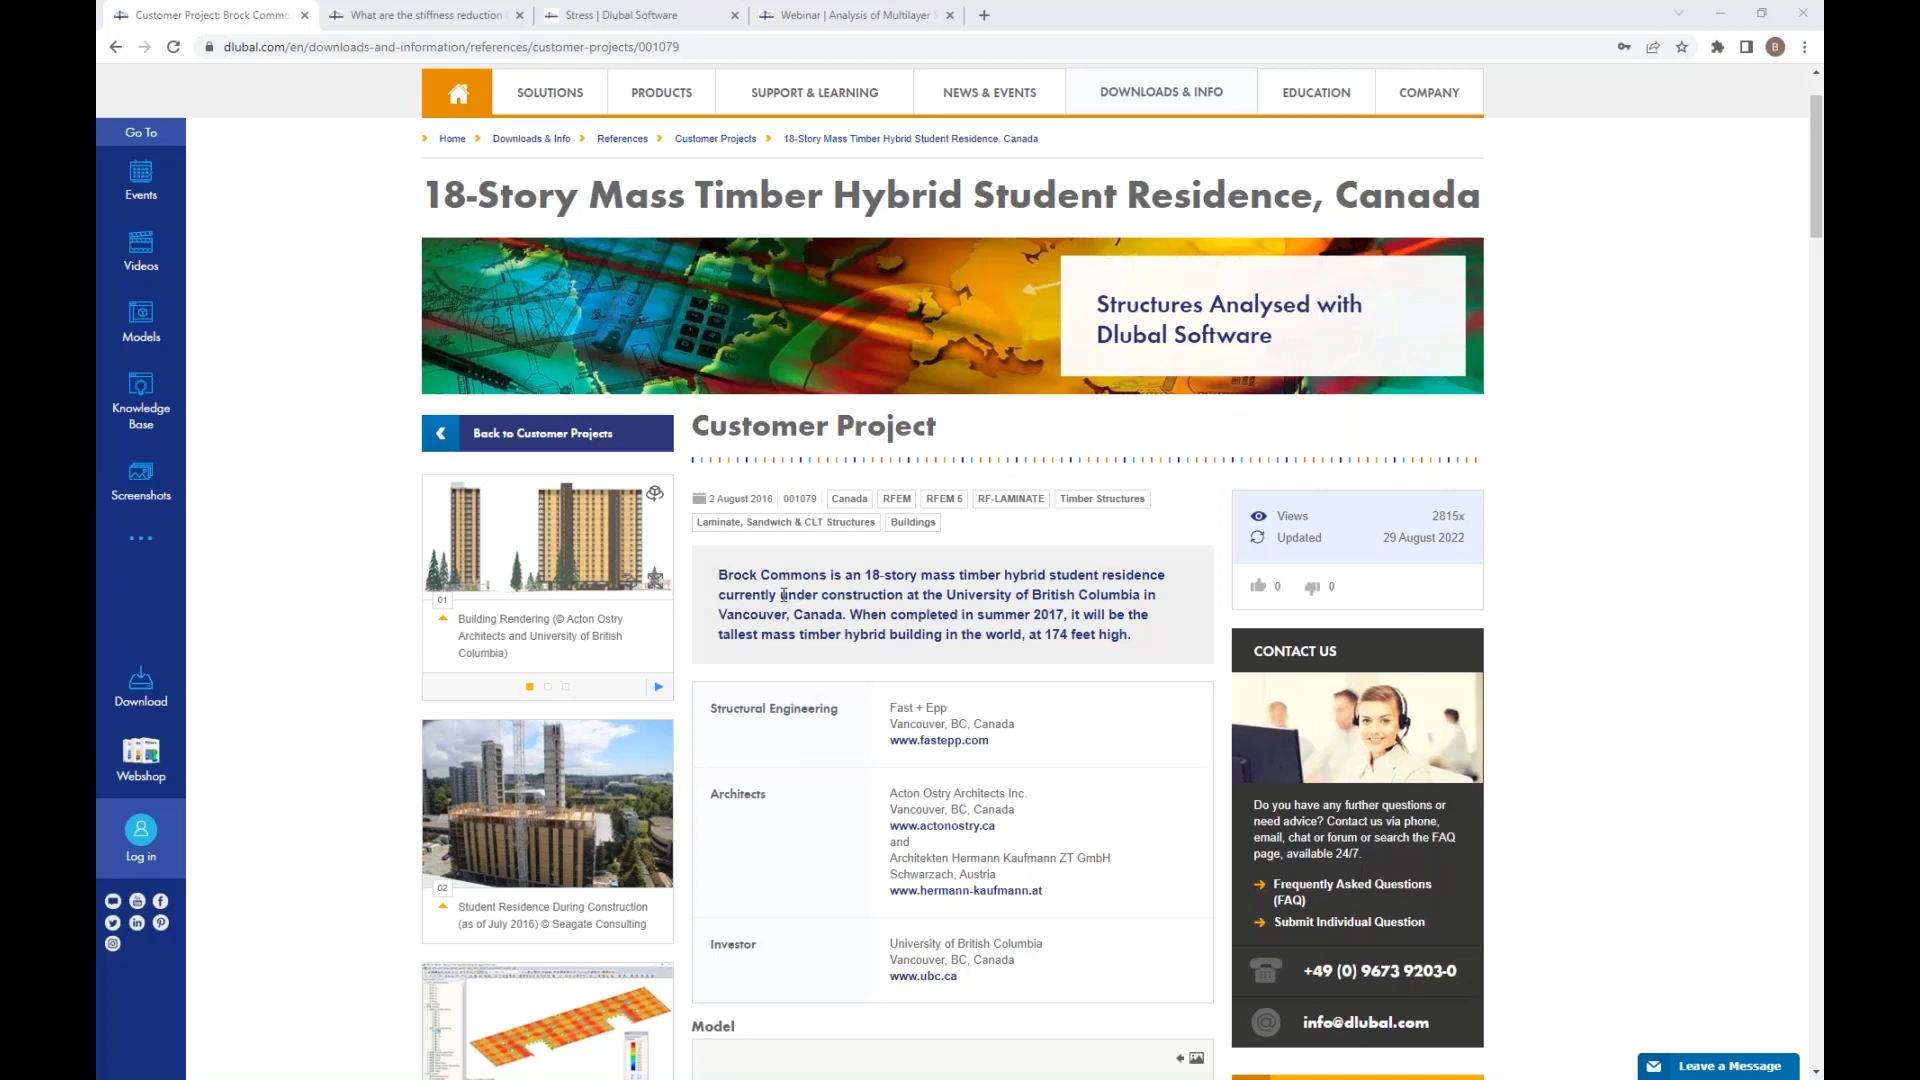 Customer Project: Brock Commo
What are the stiffness reduction
Stress | Dlubal Software
Webinar | Analysis of Multilayer
dlubal.com/en/downloads-and-information/references/customer-projects/001079
B
SOLUTIONS
PRODUCTS
SUPPORT & LEARNING
NEWS & EVENTS
DOWNLOADS & INFO
EDUCATION
COMPANY
Home
Downloads & Info
References
Customer Projects
18-Story Mass Timber Hybrid Student Residence, Canada
18-Story Mass Timber Hybrid Student Residence, Canada
Structures Analysed with
Dlubal Software
Go To
Events
Videos
Models
Knowledge
Base
Screenshots
Download
Webshop
Log in
Back to Customer Projects
01
Building Rendering (© Acton Ostry
Architects and University of British
Columbia)
02
Student Residence During Construction
(as of July 2016) © Seagate Consulting
Customer Project
2 August 2016
001079
Canada
RFEM
RFEM 5
RF-LAMINATE
Timber Structures
Laminate, Sandwich & CLT Structures
Buildings
Brock Commons is an 18-story mass timber hybrid student residence
currently under construction at the University of British Columbia in
Vancouver, Canada. When completed in summer 2017, it will be the
tallest mass timber hybrid building in the world, at 174 feet high.
Structural Engineering
Fast + Epp
Vancouver, BC, Canada
www.fastepp.com
Architects
Acton Ostry Architects Inc.
Vancouver, BC, Canada
www.actonostry.ca
and
Architekten Hermann Kaufmann ZT GmbH
Schwarzach, Austria
www.hermann-kaufmann.at
Investor
University of British Columbia
Vancouver, BC, Canada
www.ubc.ca
Model
Views 2815x
Updated 29 August 2022
0 0
CONTACT US
Do you have any further questions or
need advice? Contact us via phone,
email, chat or forum or search the FAQ
page, available 24/7.
Frequently Asked Questions
(FAQ)
Submit Individual Question
+49 (0) 9673 9203-0
info@dlubal.com
Leave a Message